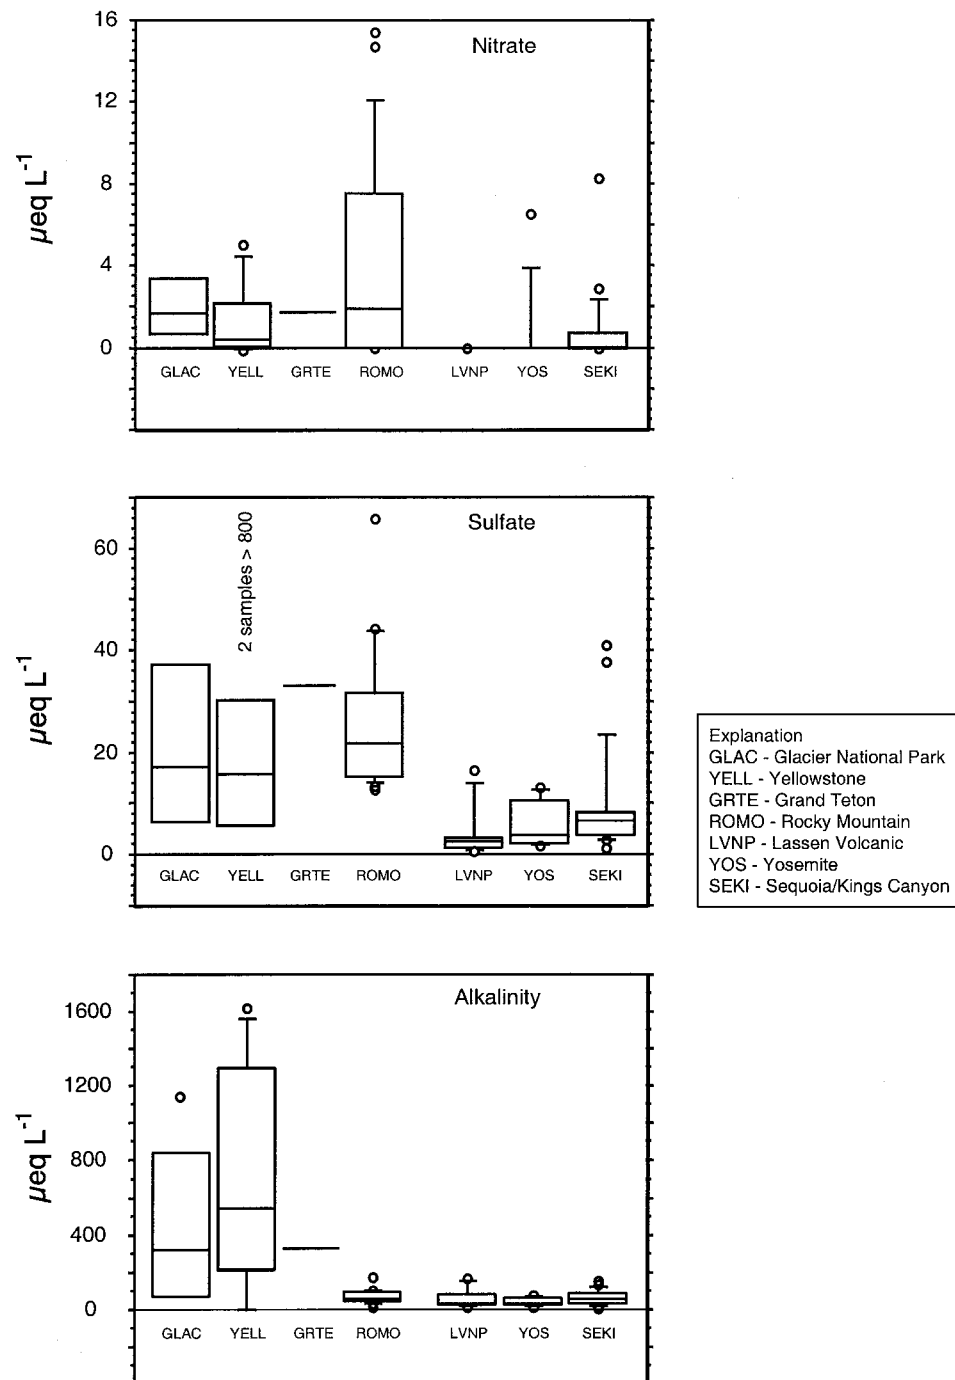 16
Nitrate
12
8
4
0
µeq L-1
GLAC YELL GRTE ROMO LVNP YOS SEKI
Sulfate
2 samples > 800
60
40
20
0
µeq L-1
GLAC YELL GRTE ROMO LVNP YOS SEKI
Explanation
GLAC - Glacier National Park
YELL - Yellowstone
GRTE - Grand Teton
ROMO - Rocky Mountain
LVNP - Lassen Volcanic
YOS - Yosemite
SEKI - Sequoia/Kings Canyon
Alkalinity
1600
1200
800
400
0
µeq L-1
GLAC YELL GRTE ROMO LVNP YOS SEKI